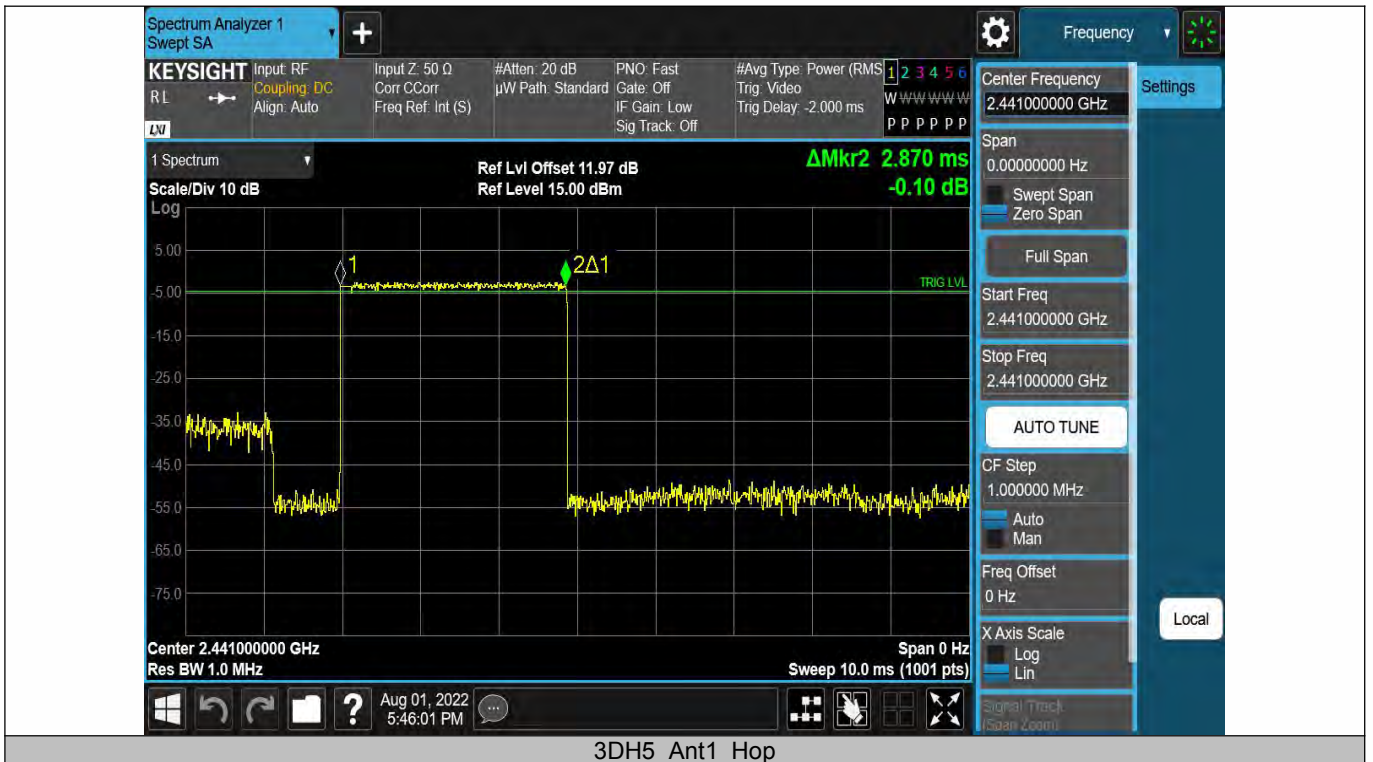 Spectrum Analyzer 1
Swept SA
+
Frequency
KEYSIGHT
RL
LXI
Input: RF
Coupling: DC
Align: Auto
Input Z: 50 Ω
Corr CCorr
Freq Ref: Int (S)
#Atten: 20 dB
µW Path: Standard
PNO: Fast
Gate: Off
IF Gain: Low
Sig Track: Off
#Avg Type: Power (RMS
Trig: Video
Trig Delay: -2.000 ms
1 2 3 4 5 6
W W W W W W
P P P P P P
1 Spectrum
Scale/Div 10 dB
Log
Ref Lvl Offset 11.97 dB
Ref Level 15.00 dBm
ΔMkr2 2.870 ms
-0.10 dB
5.00
-5.00
-15.0
-25.0
-35.0
-45.0
-55.0
-65.0
-75.0
1
2Δ1
TRIG LVL
Center 2.441000000 GHz
Res BW 1.0 MHz
Span 0 Hz
Sweep 10.0 ms (1001 pts)
Center Frequency
2.441000000 GHz
Settings
Span
0.00000000 Hz
Swept Span
Zero Span
Full Span
Start Freq
2.441000000 GHz
Stop Freq
2.441000000 GHz
AUTO TUNE
CF Step
1.000000 MHz
Auto
Man
Freq Offset
0 Hz
X Axis Scale
Log
Lin
Signal Track
(Span Zoom)
Local
?
Aug 01, 2022
5:46:01 PM
3DH5_Ant1_Hop